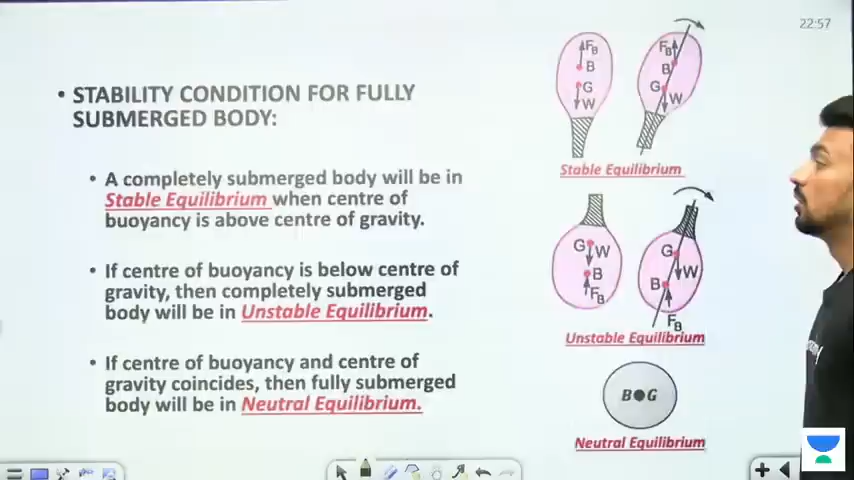 22:57
• STABILITY CONDITION FOR FULLY
SUBMERGED BODY:
• A completely submerged body will be in
Stable Equilibrium when centre of
buoyancy is above centre of gravity.
• If centre of buoyancy is below centre of
gravity, then completely submerged
body will be in Unstable Equilibrium.
• If centre of buoyancy and centre of
gravity coincides, then fully submerged
body will be in Neutral Equilibrium.
FB
B
G
W
FB
B
G
W
Stable Equilibrium
G W
B
FB
G
W
B
FB
Unstable Equilibrium
B G
Neutral Equilibrium